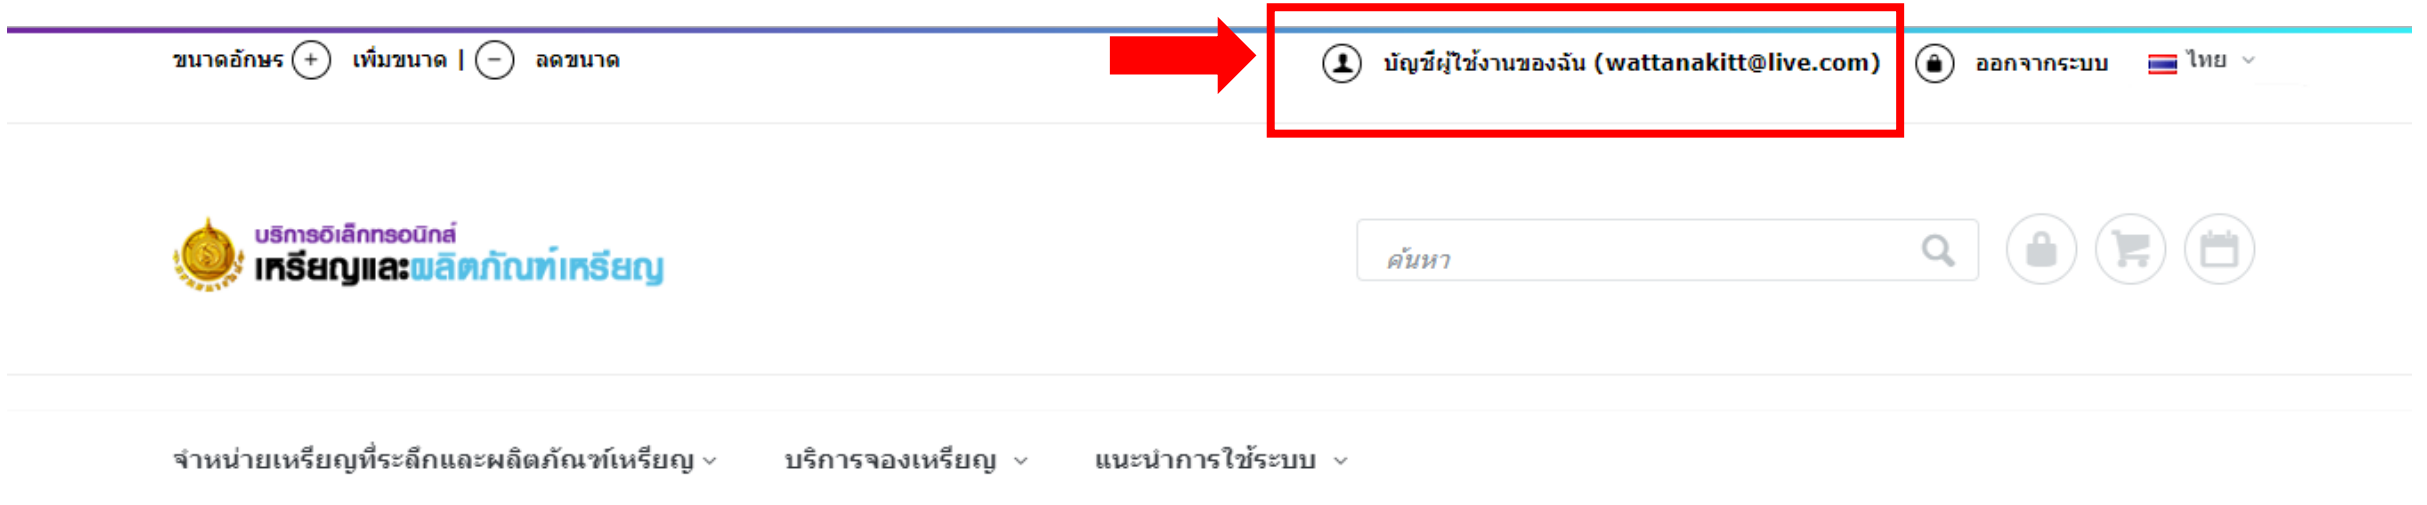 ขนาดอักษร + เพิ่มขนาด | - ลดขนาด
บัญชีผู้ใช้งานของฉัน (wattanakitt@live.com) ออกจากระบบ ไทย
บริการอิเล็กทรอนิกส์
เหรียญและผลิตภัณฑ์เหรียญ
ค้นหา
จำหน่ายเหรียญที่ระลึกและผลิตภัณฑ์เหรียญ บริการจองเหรียญ แนะนำการใช้ระบบ